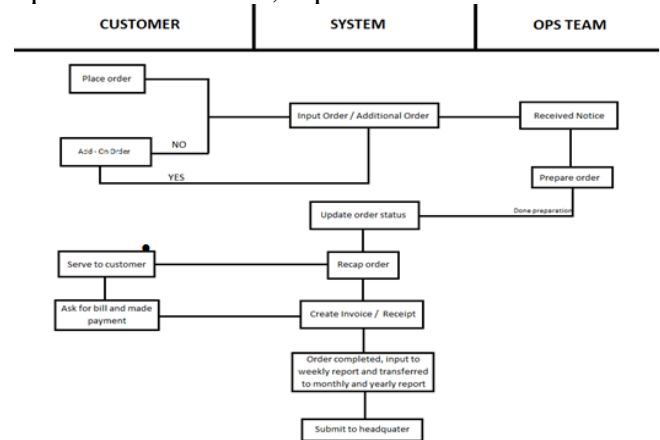 CUSTOMER
SYSTEM
OPS TEAM
Place order
Input Order / Additional Order
Received Notice
NO
Add - On Order
YES
Prepare order
Done preparation
Update order status
Serve to customer
Recap order
Ask for bill and made
payment
Create Invoice / Receipt
Order completed, input to
weekly report and transferred
to monthly and yearly report
Submit to headquater